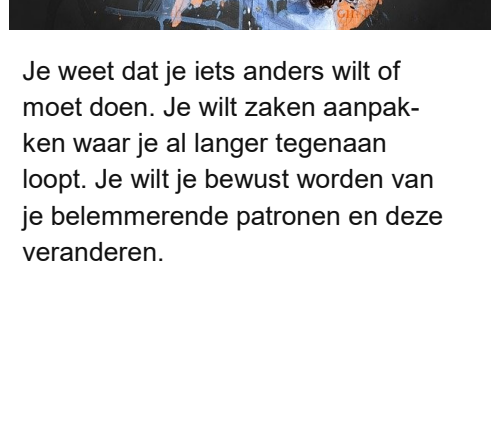 Je weet dat je iets anders wilt of
moet doen. Je wilt zaken aanpak-
ken waar je al langer tegenaan
loopt. Je wilt je bewust worden van
je belemmerende patronen en deze
veranderen.